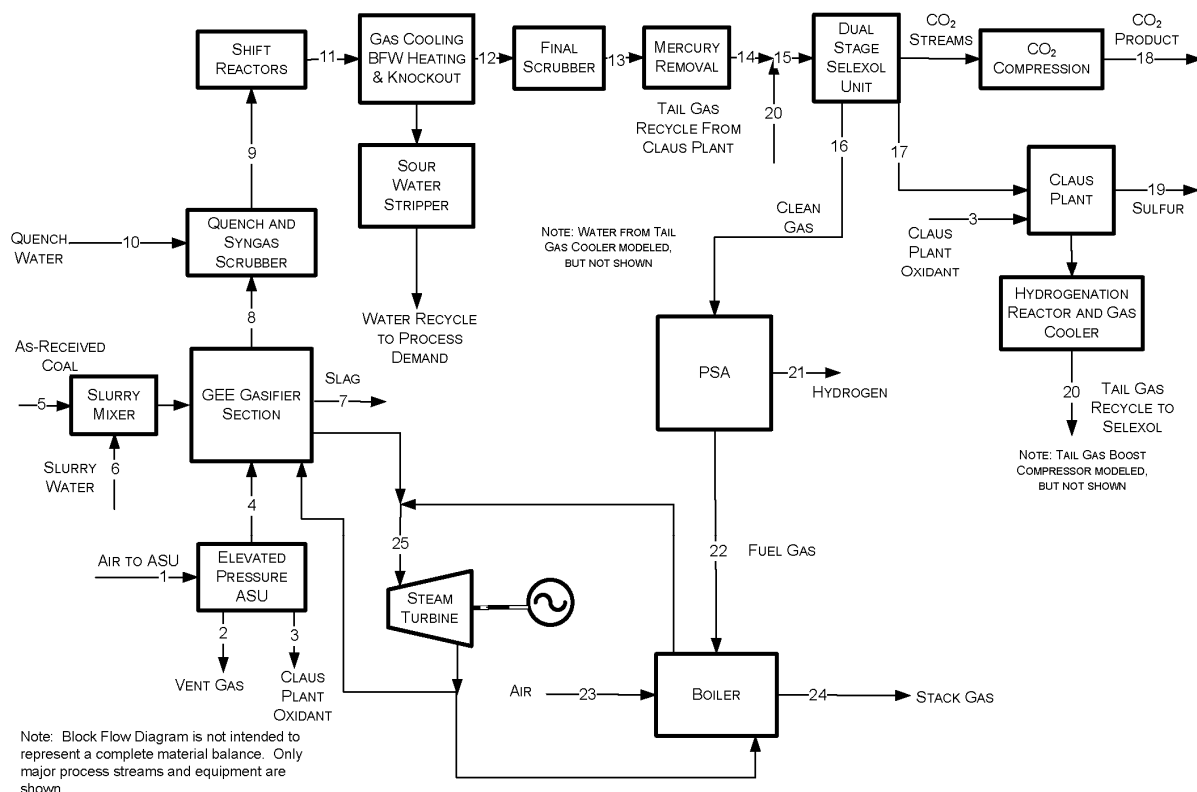 SHIFT
REACTORS
11
GAS COOLING
BFW HEATING
& KNOCKOUT
12
FINAL
SCRUBBER
13
MERCURY
REMOVAL
14
15
DUAL
STAGE
SELEXOL
UNIT
CO2
STREAMS
CO2
COMPRESSION
CO2
PRODUCT
18
TAIL GAS
RECYCLE FROM
CLAUS PLANT
20
16
17
9
SOUR
WATER
STRIPPER
CLAUS
PLANT
19
SULFUR
3
CLAUS
PLANT
OXIDANT
CLEAN
GAS
NOTE: WATER FROM TAIL
GAS COOLER MODELED,
BUT NOT SHOWN
QUENCH
WATER
10
QUENCH AND
SYNGAS
SCRUBBER
HYDROGENATION
REACTOR AND GAS
COOLER
8
WATER RECYCLE
TO PROCESS
DEMAND
AS-RECEIVED
COAL
5
SLURRY
MIXER
GEE GASIFIER
SECTION
SLAG
7
PSA
21
HYDROGEN
20
TAIL GAS
RECYCLE TO
SELEXOL
NOTE: TAIL GAS BOOST
COMPRESSOR MODELED,
BUT NOT SHOWN
SLURRY
WATER
6
4
25
22
FUEL GAS
AIR TO ASU
1
ELEVATED
PRESSURE
ASU
STEAM
TURBINE
2
3
VENT GAS
CLAUS
PLANT
OXIDANT
AIR
23
BOILER
24
STACK GAS
Note: Block Flow Diagram is not intended to
represent a complete material balance. Only
major process streams and equipment are
shown